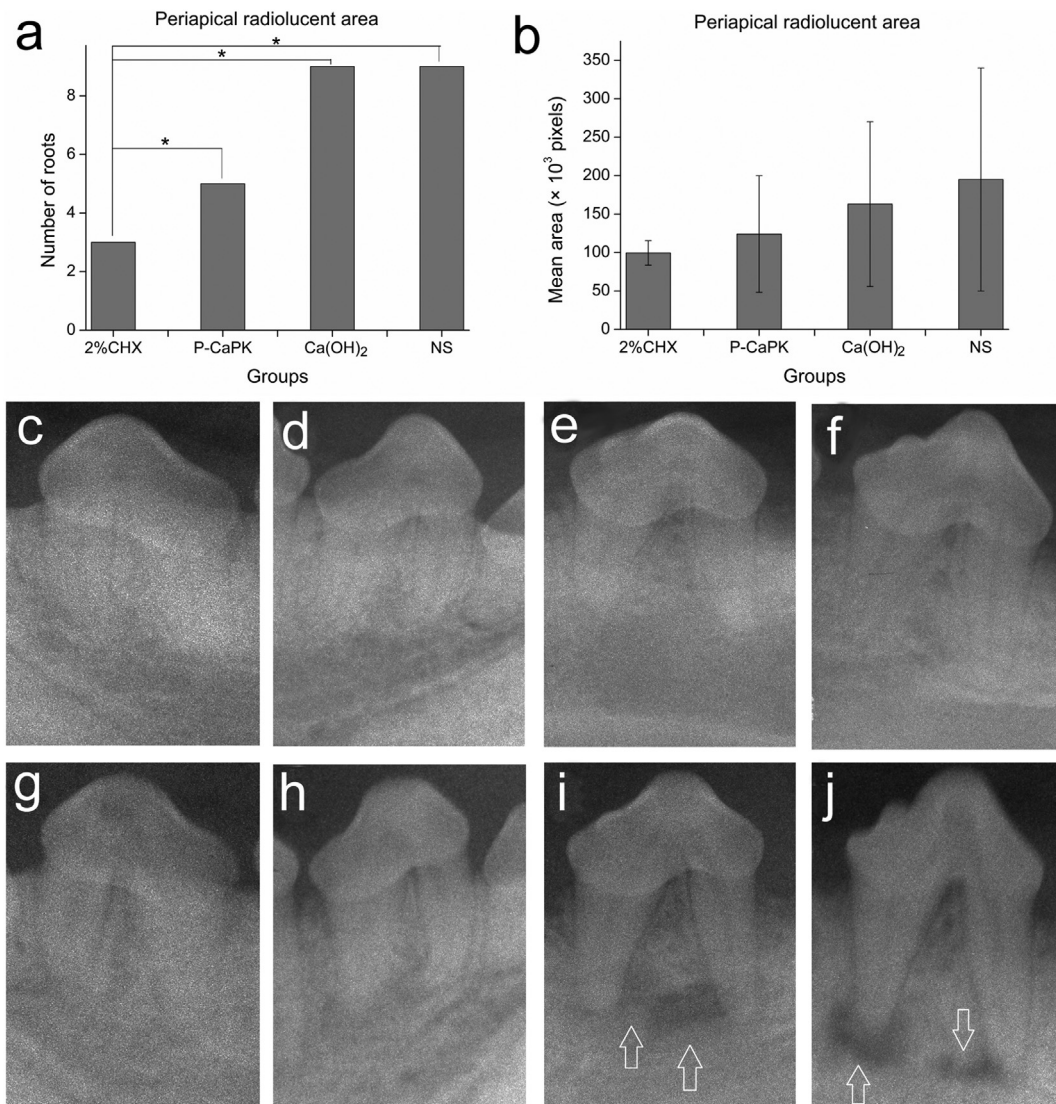 a
Periapical radiolucent area
*
*
*
8
6
4
2
0
Number of roots
2%CHX P-CaPK Ca(OH)₂ NS
Groups
b
Periapical radiolucent area
350
300
250
200
150
100
50
0
Mean area (× 10³ pixels)
2%CHX P-CaPK Ca(OH)₂ NS
Groups
c d e f
g h i j